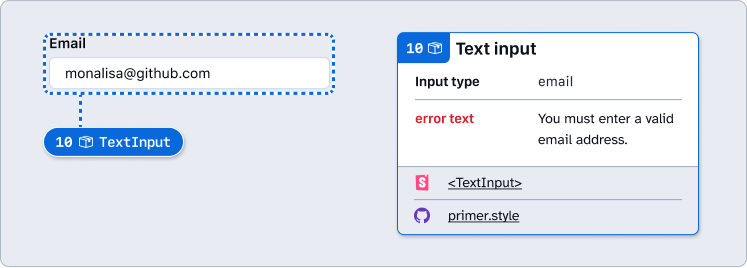 Email
monalisa@github.com
10 TextInput
10 Text input
Input type email
error text You must enter a valid
email address.
<TextInput>
primer.style